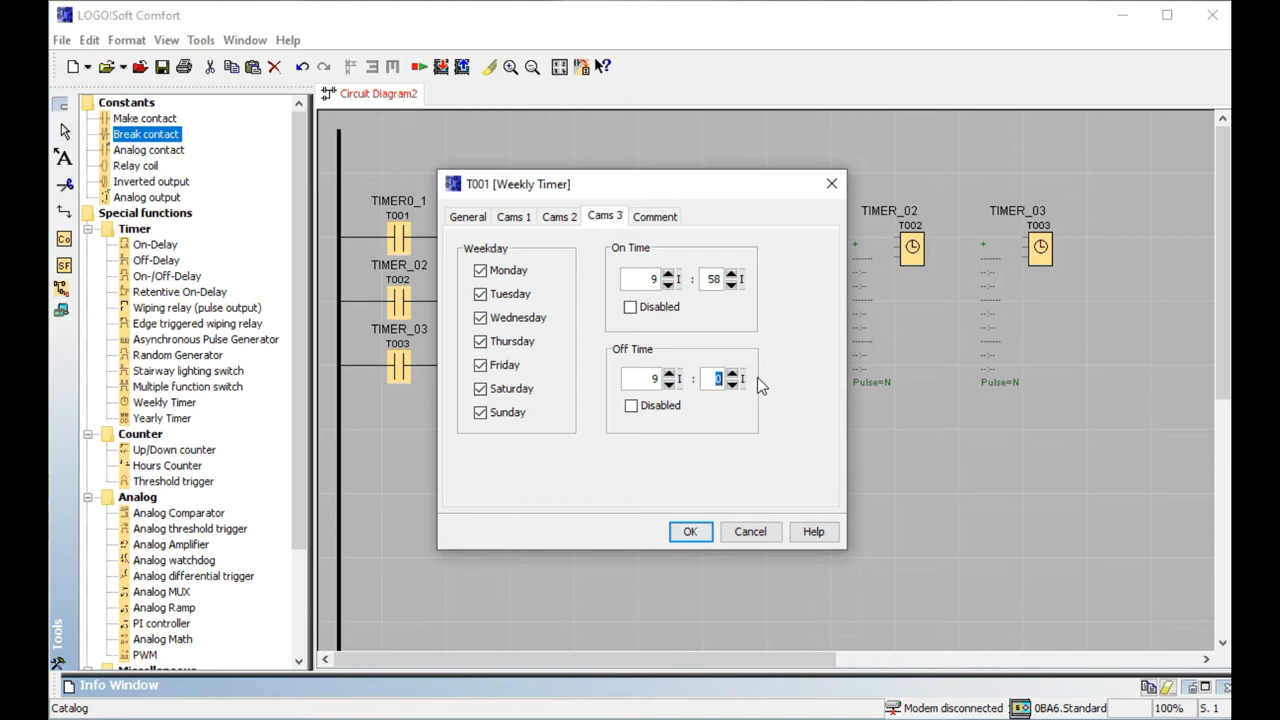 LOGO!Soft Comfort
File Edit Format View Tools Window Help
Circuit Diagram2
Constants
Make contact
Break contact
Analog contact
Relay coil
Inverted output
Analog output
Special functions
Timer
On-Delay
Off-Delay
On-/Off-Delay
Retentive On-Delay
Wiping relay (pulse output)
Edge triggered wiping relay
Asynchronous Pulse Generator
Random Generator
Stairway lighting switch
Multiple function switch
Weekly Timer
Yearly Timer
Counter
Up/Down counter
Hours Counter
Threshold trigger
Analog
Analog Comparator
Analog threshold trigger
Analog Amplifier
Analog watchdog
Analog differential trigger
Analog MUX
Analog Ramp
PI controller
Analog Math
PWM
Tools
TIMER0_1
T001
TIMER_02
T002
TIMER_03
T003
T001 [Weekly Timer]
General Cams 1 Cams 2 Cams 3 Comment
Weekday
Monday
Tuesday
Wednesday
Thursday
Friday
Saturday
Sunday
On Time
9 : 58
Disabled
Off Time
9 : 0
Disabled
OK Cancel Help
TIMER_02
T002
Pulse=N
TIMER_03
T003
Pulse=N
Info Window
Catalog
Modem disconnected 0BA6.Standard 100% S. 1